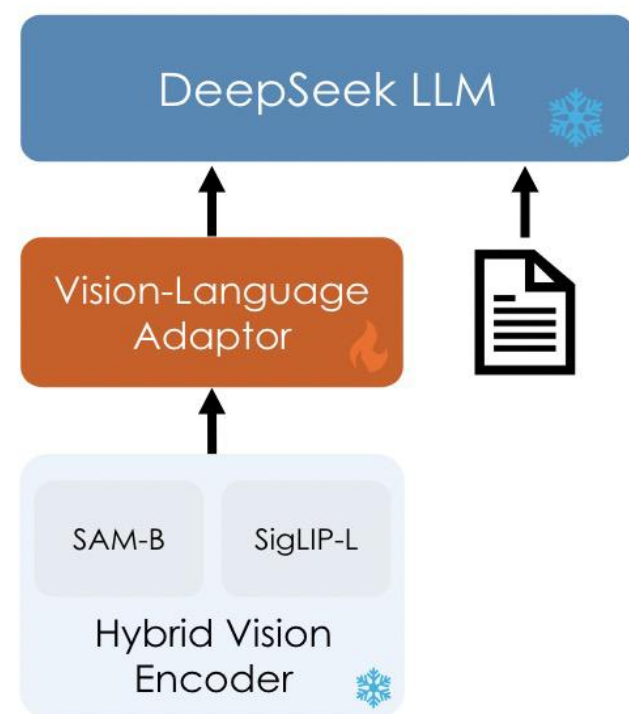 DeepSeek LLM
Vision-Language
Adaptor
SAM-B
SigLIP-L
Hybrid Vision
Encoder